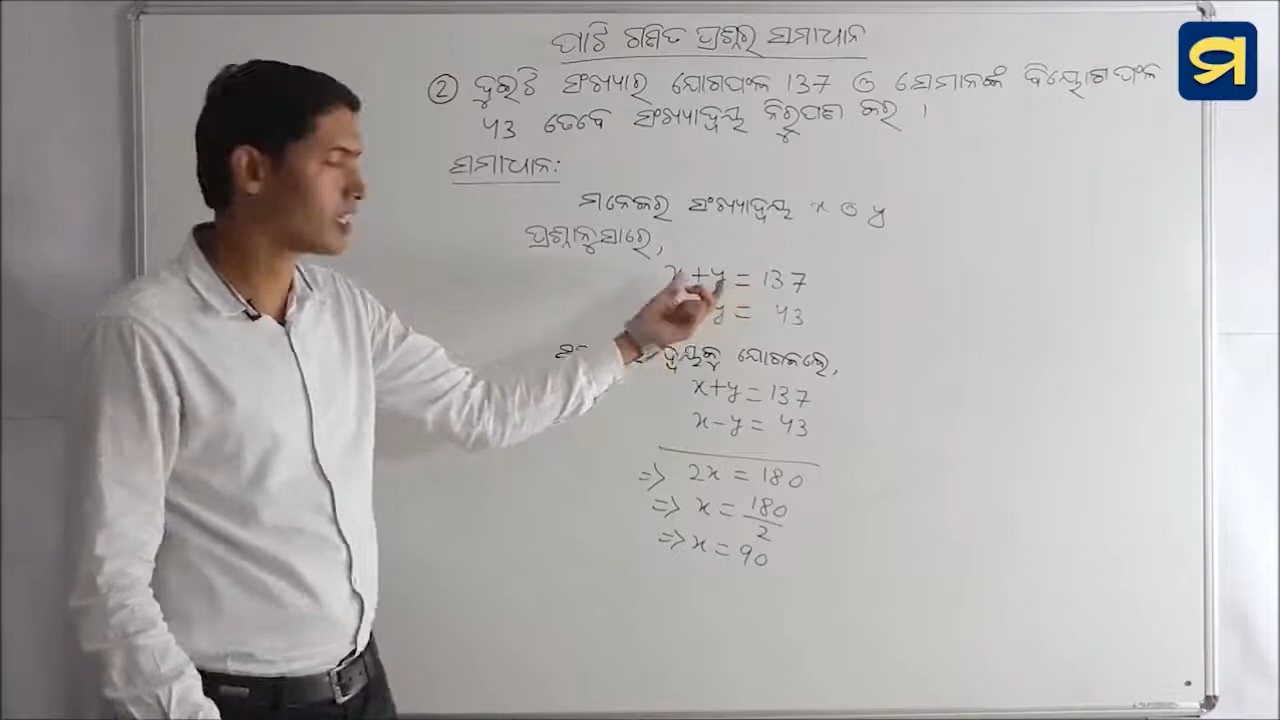 ପାଟି ଗଣିତ ପ୍ରଶ୍ନର ସମାଧାନ
ମ
② ଦୁଇଟି ସଂଖ୍ୟାର ଯୋଗଫଳ 137 ଓ ସେମାନଙ୍କ ବିୟୋଗଫଳ
43 ତେବେ ସଂଖ୍ୟାଦ୍ୱୟ ନିରୂପଣ କର ।
ସମାଧାନ:
ମନେକର ସଂଖ୍ୟାଦ୍ୱୟ x ଓ y
ପ୍ରଶ୍ନାନୁସାରେ,
x+y = 137
y = 43
ଦ୍ୱୟକୁ ଯୋଗକଲେ,
x+y = 137
x-y = 43
=> 2x = 180
=> x = 180/2
=> x = 90